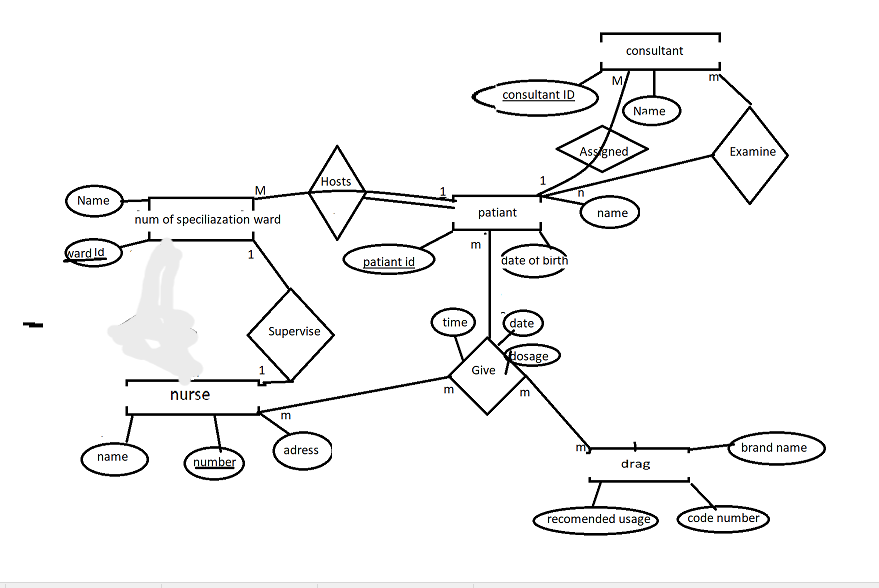 consultant
M
m
consultant ID
Name
Assigned
Examine
Hosts
1
n
Name
M
1
patiant
name
num of speciliazation ward
ward Id
1
m
patiant id
date of birth
time
date
Supervise
dosage
1
Give
nurse
m
m
m
name
number
adress
m
drag
brand name
recomended usage
code number